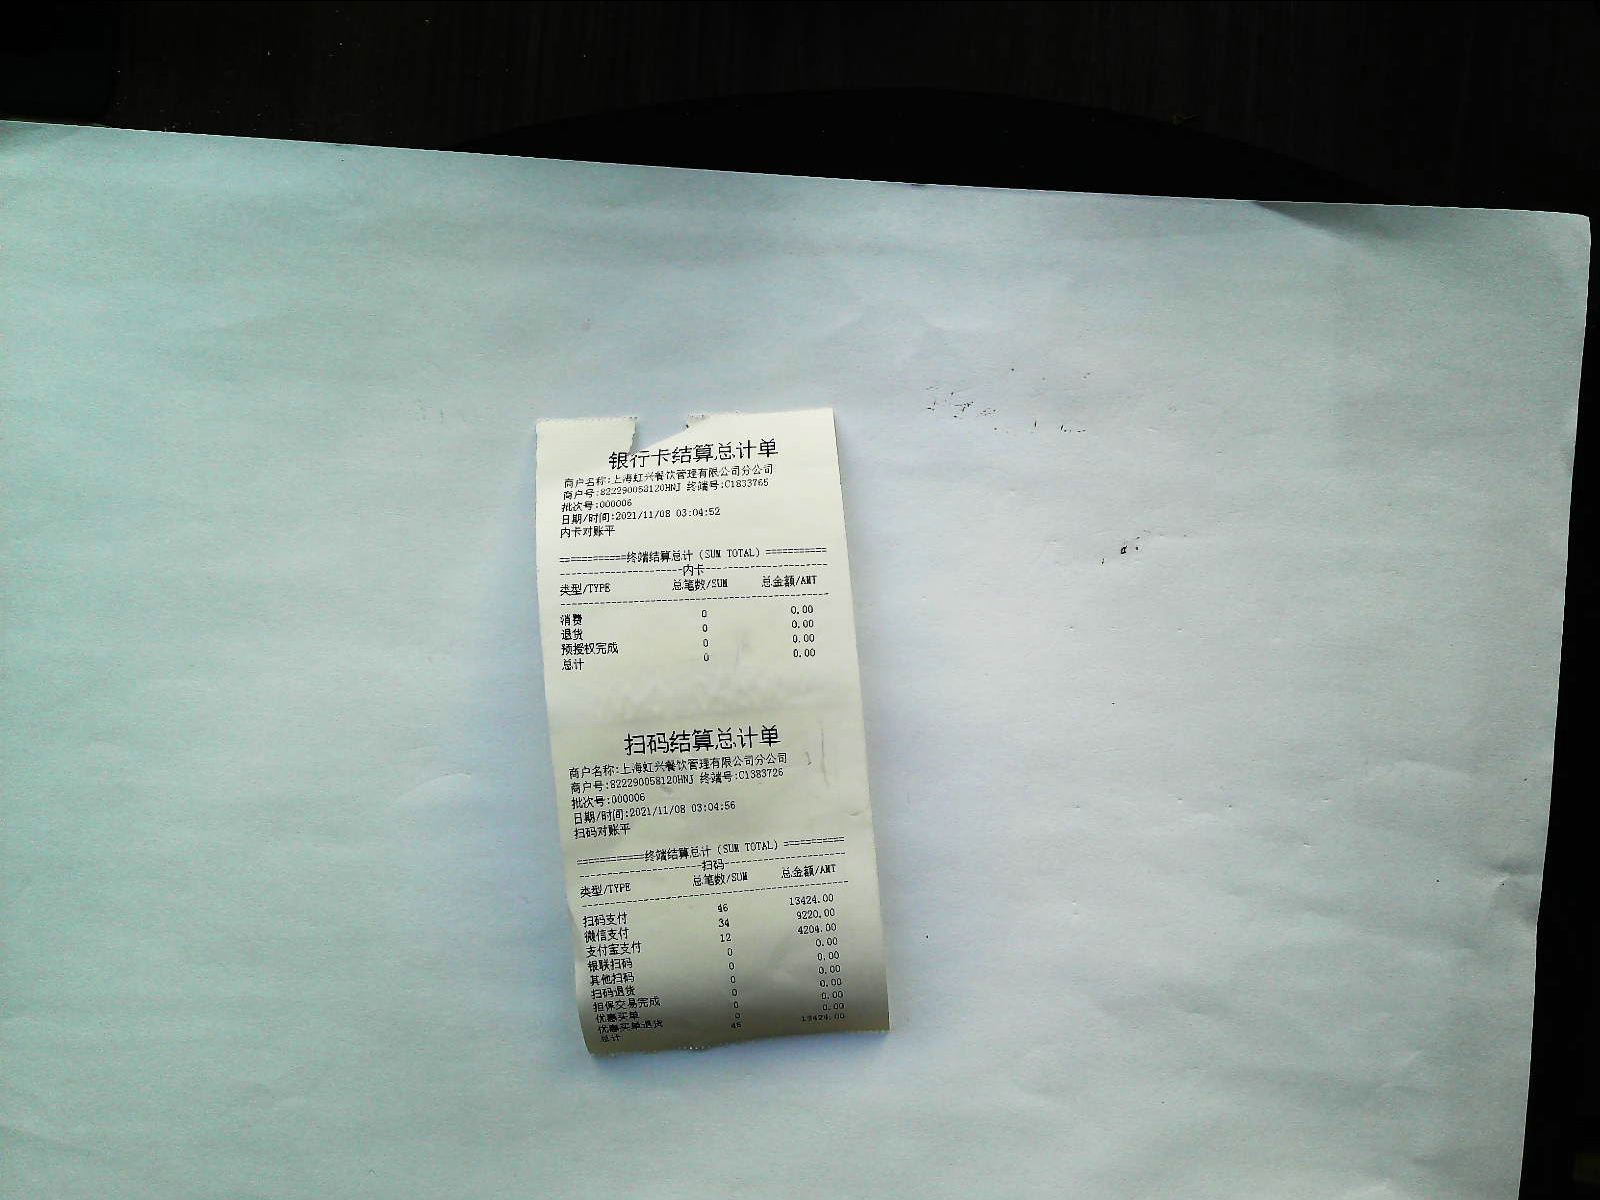 银行卡结算总计单
商户名称:上海虹兴餐饮管理有限公司分公司
商户号:822290058120HNJ 终端号:C1833765
批次号:000006
日期/时间:2021/11/08 03:04:52
内卡对账平
============终端结算总计(SUM TOTAL)===========
------------------------内卡------------------------
类型/TYPE 总笔数/SUM 总金额/AMT
消费 0 0.00
退货 0 0.00
预授权完成 0 0.00
总计 0 0.00
扫码结算总计单
商户名称:上海虹兴餐饮管理有限公司分公司
商户号:822290058120HNJ 终端号:C1383726
批次号:000006
日期/时间:2021/11/08 03:04:56
扫码对账平
============终端结算总计(SUM TOTAL)===========
------------------------扫码------------------------
类型/TYPE 总笔数/SUM 总金额/AMT
扫码支付 46 13424.00
微信支付 34 9220.00
支付宝支付 12 4204.00
银联扫码 0 0.00
其他扫码 0 0.00
扫码退货 0 0.00
担保交易完成 0 0.00
优惠买单 0 0.00
优惠买单退货 0 0.00
总计 46 13424.00